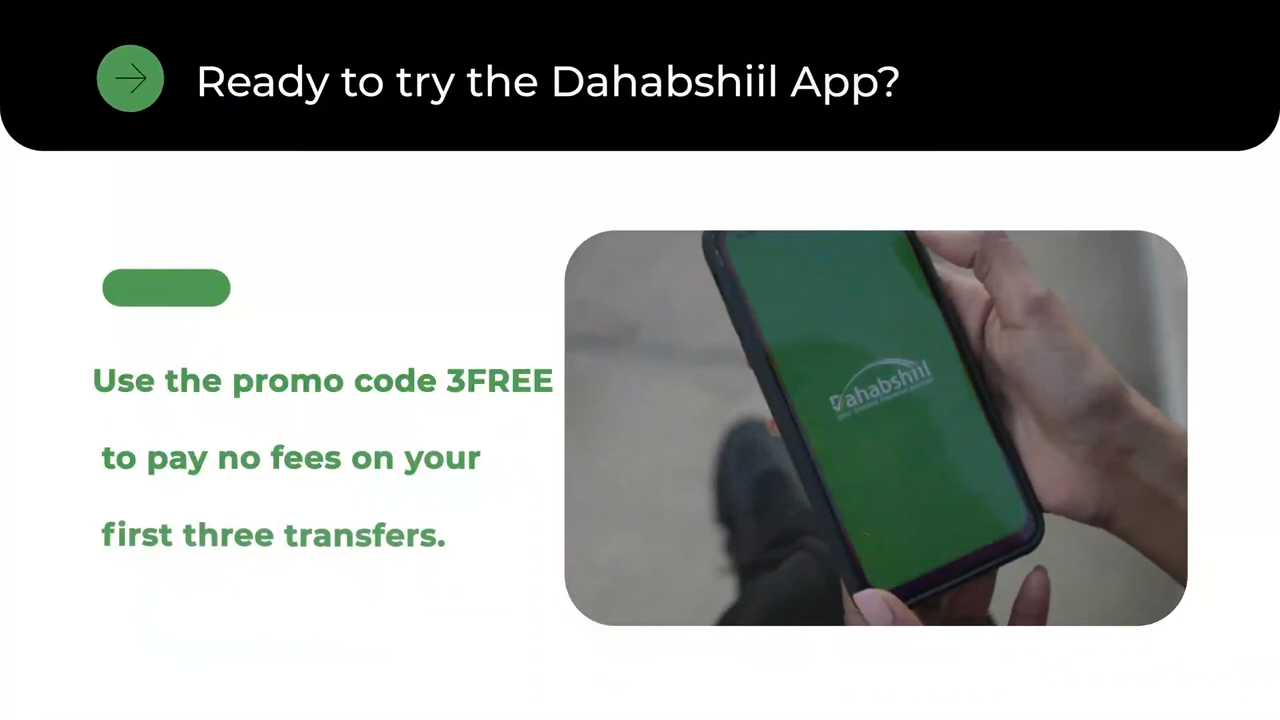 Ready to try the Dahabshiil App?
Use the promo code 3FREE
to pay no fees on your
first three transfers.
Dahabshiil